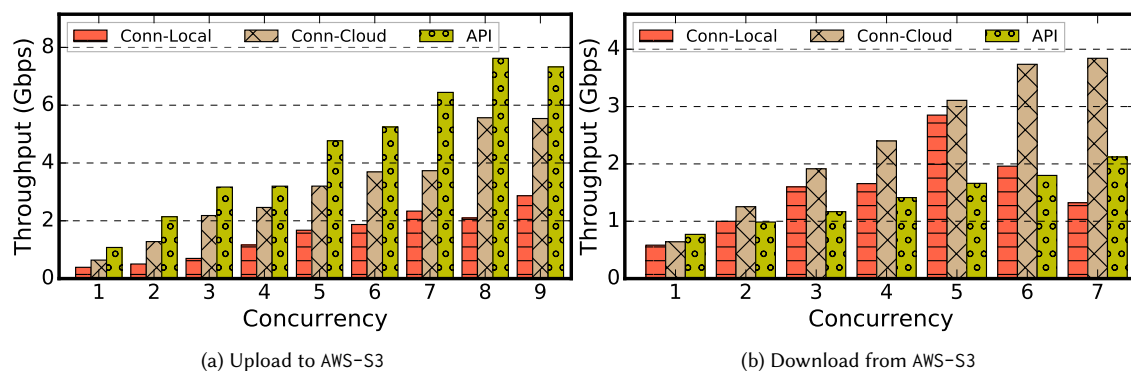 Conn-Local Conn-Cloud API
8
6
4
2
0
Throughput (Gbps)
1 2 3 4 5 6 7 8 9
Concurrency
(a) Upload to AWS-S3
Conn-Local Conn-Cloud API
4
3
2
1
0
Throughput (Gbps)
1 2 3 4 5 6 7
Concurrency
(b) Download from AWS-S3